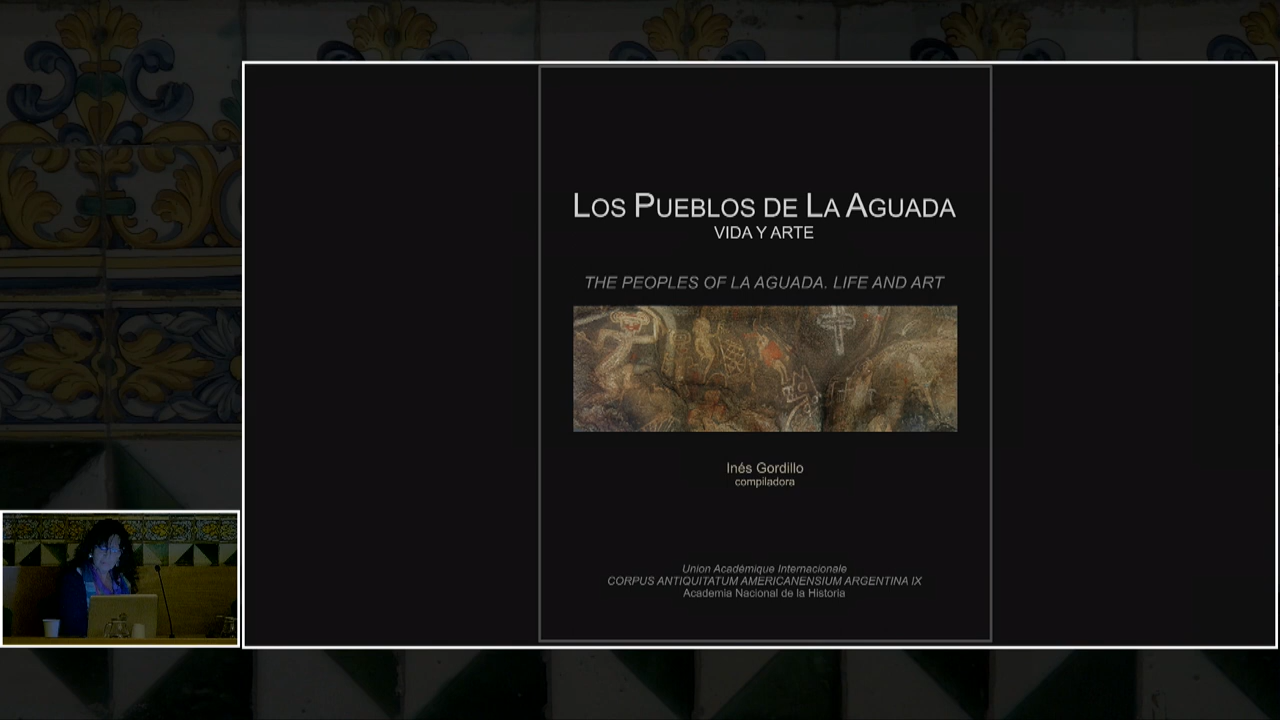 LOS PUEBLOS DE LA AGUADA
VIDA Y ARTE
THE PEOPLES OF LA AGUADA. LIFE AND ART
Inés Gordillo
compiladora
Union Académique Internacionale
CORPUS ANTIQUITATUM AMERICANENSIUM ARGENTINA IX
Academia Nacional de la Historia